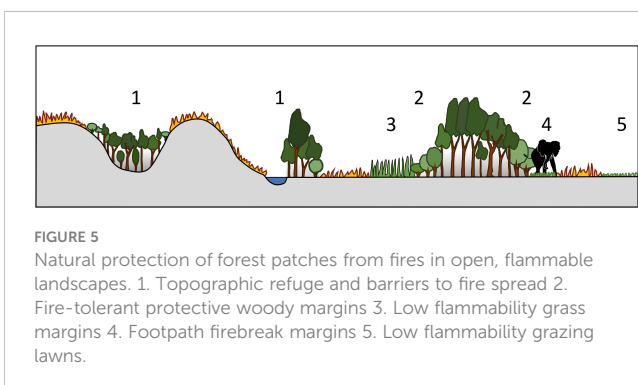 1 1 2 2
3 4 5
FIGURE 5
Natural protection of forest patches from fires in open, flammable
landscapes. 1. Topographic refuge and barriers to fire spread 2.
Fire-tolerant protective woody margins 3. Low flammability grass
margins 4. Footpath firebreak margins 5. Low flammability grazing
lawns.